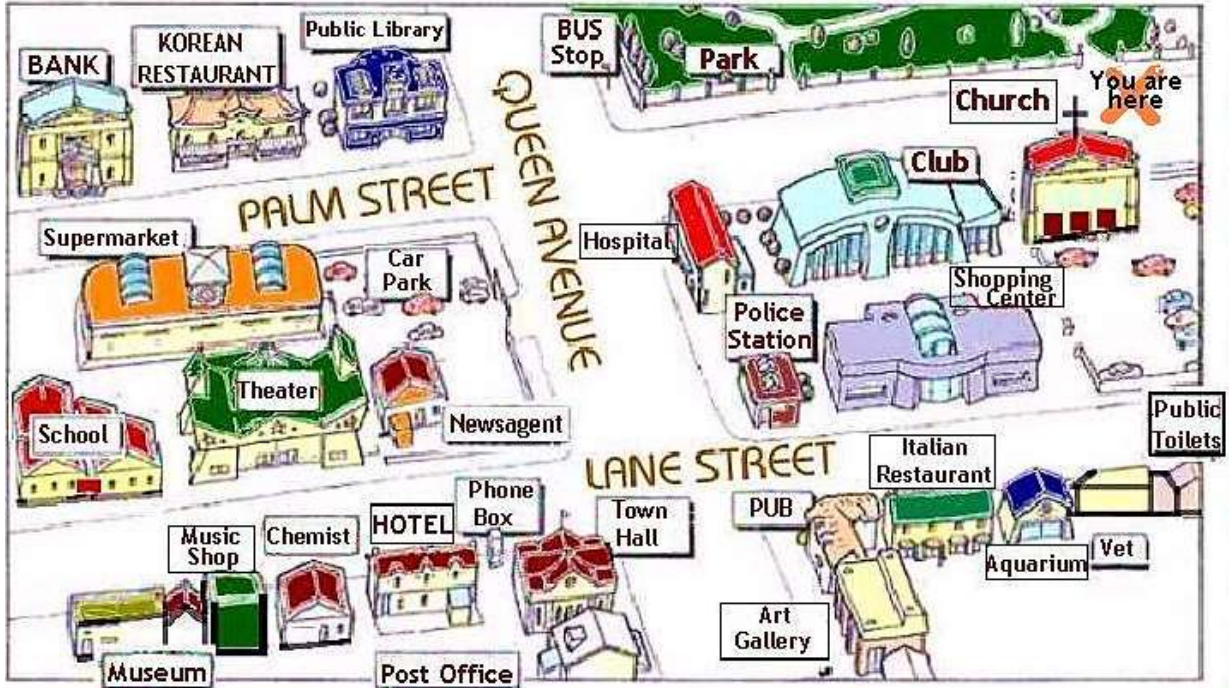 BANK
KOREAN
RESTAURANT
Public Library
BUS
Stop
Park
Church
You are
here
QUEEN AVENUE
PALM STREET
Club
Hospital
Supermarket
Car
Park
Shopping
Center
Police
Station
Theater
School
Newsagent
Public
Toilets
LANE STREET
Italian
Restaurant
Phone
Box
PUB
Town
Hall
HOTEL
Music
Shop
Chemist
Aquarium
Vet
Art
Gallery
Museum
Post Office